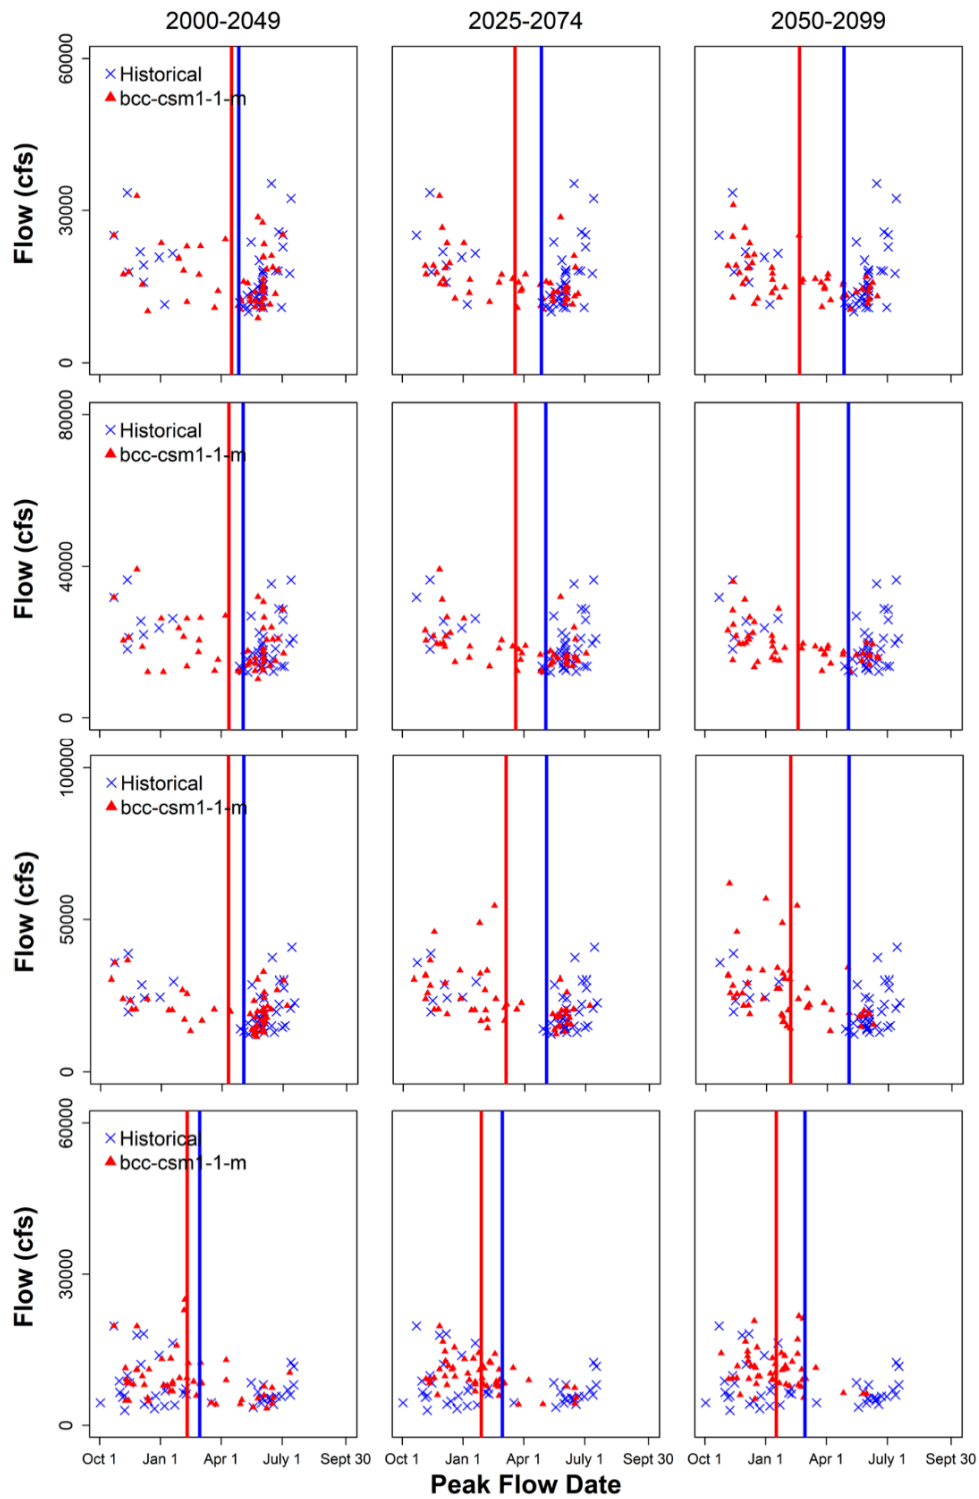 2000-2049 2025-2074 2050-2099
Flow (cfs)
60000
30000
0
Historical
bcc-csm1-1-m
Flow (cfs)
80000
40000
0
Historical
bcc-csm1-1-m
Flow (cfs)
100000
50000
0
Historical
bcc-csm1-1-m
Flow (cfs)
60000
30000
0
Historical
bcc-csm1-1-m
Oct 1 Jan 1 Apr 1 July 1 Sept 30 Oct 1 Jan 1 Apr 1 July 1 Sept 30 Oct 1 Jan 1 Apr 1 July 1 Sept 30
Peak Flow Date